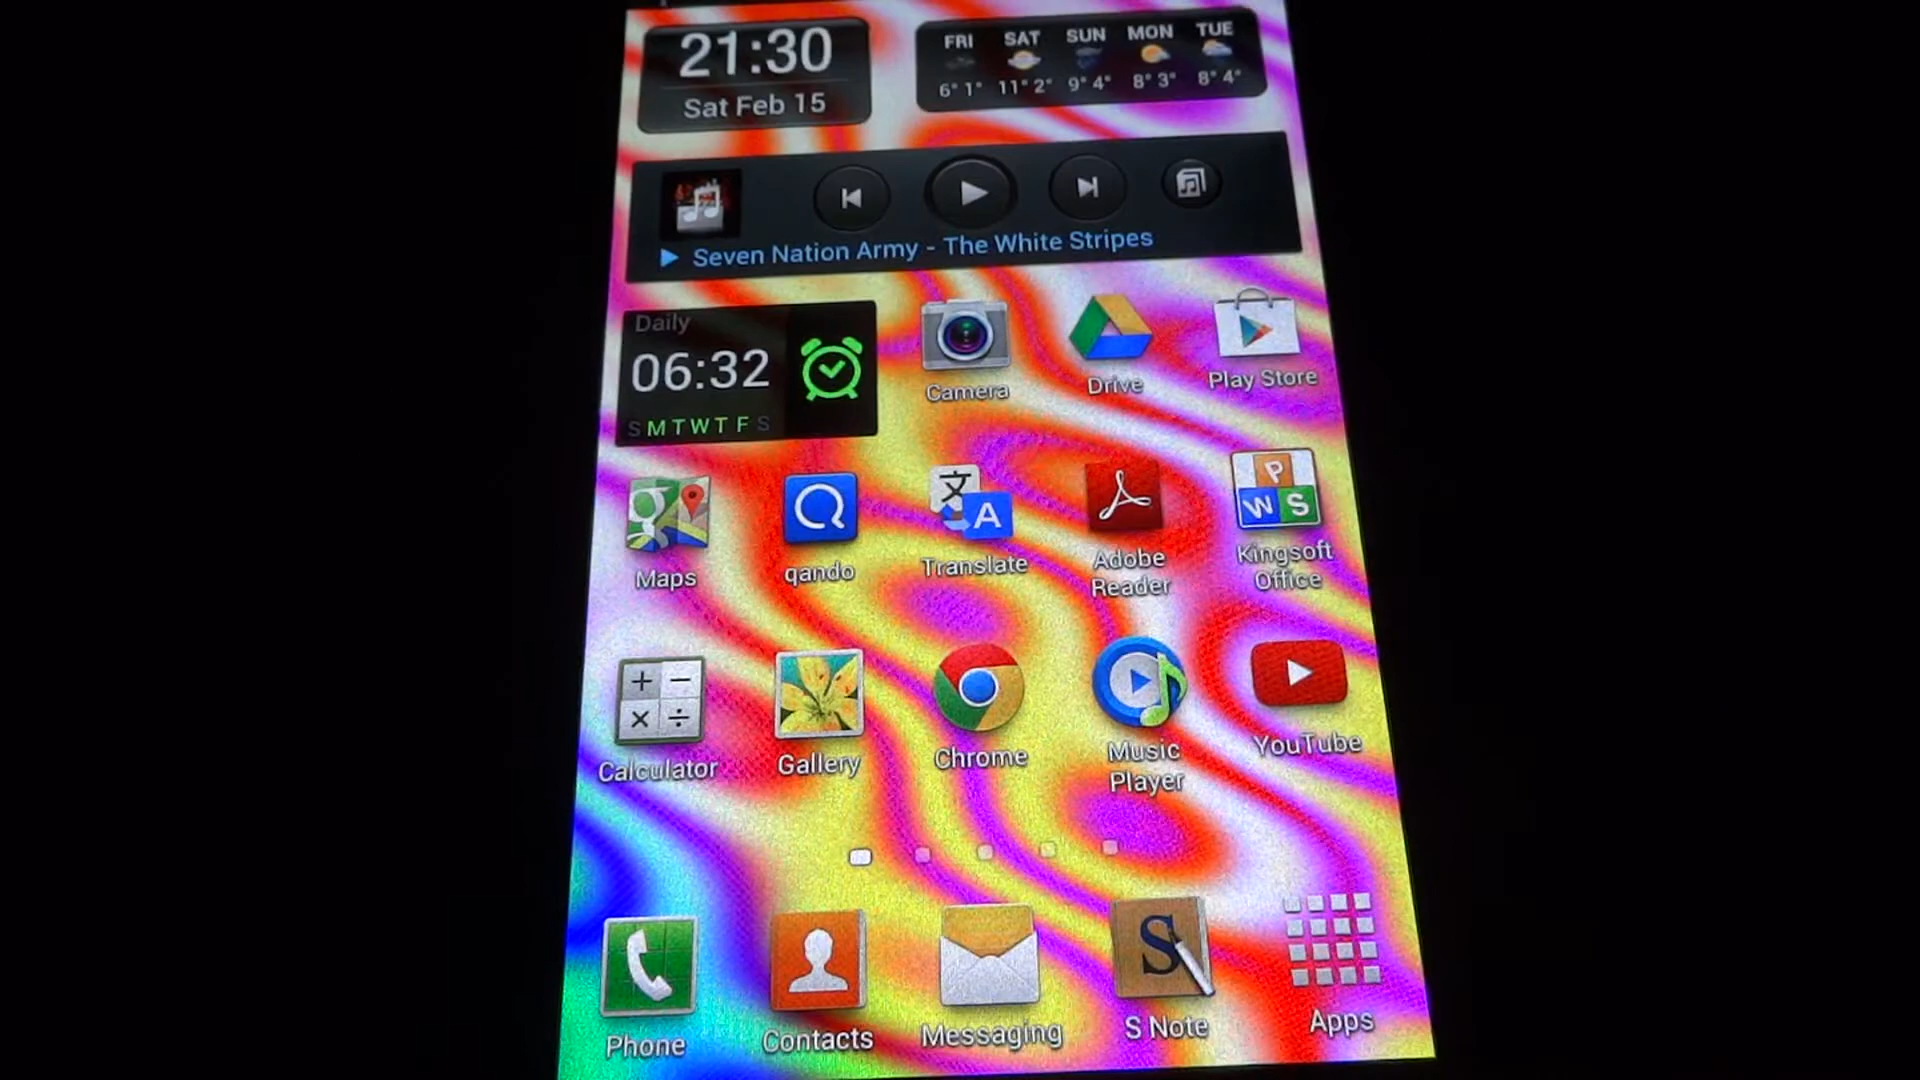 21:30
Sat Feb 15
FRI SAT SUN MON TUE
6° 1° 11° 2° 9° 4° 8° 3° 8° 4°
Seven Nation Army - The White Stripes
Daily
06:32
S M T W T F S
Camera
Drive
Play Store
文
A
P
W S
Maps
qando
Translate
Adobe
Reader
Kingsoft
Office
Calculator
Gallery
Chrome
Music
Player
YouTube
S
Phone
Contacts
Messaging
S Note
Apps